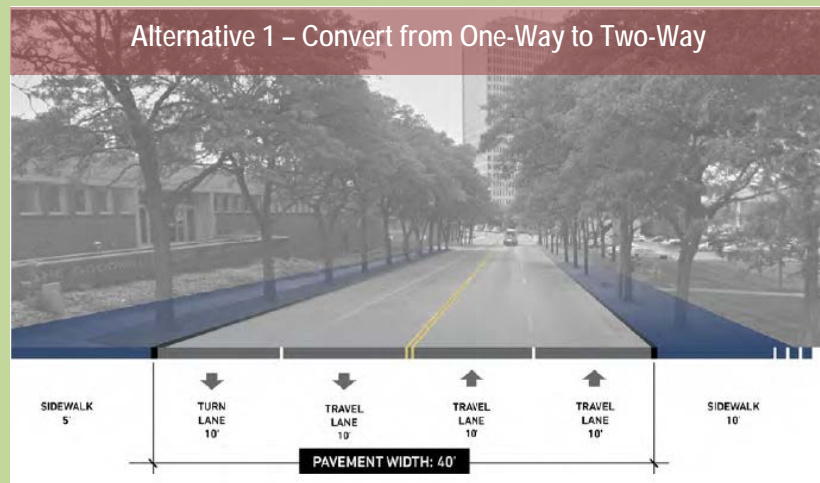 Alternative 1 – Convert from One-Way to Two-Way
SIDEWALK
5'
TURN
LANE
10'
TRAVEL
LANE
10'
TRAVEL
LANE
10'
TRAVEL
LANE
10'
SIDEWALK
10'
PAVEMENT WIDTH: 40'